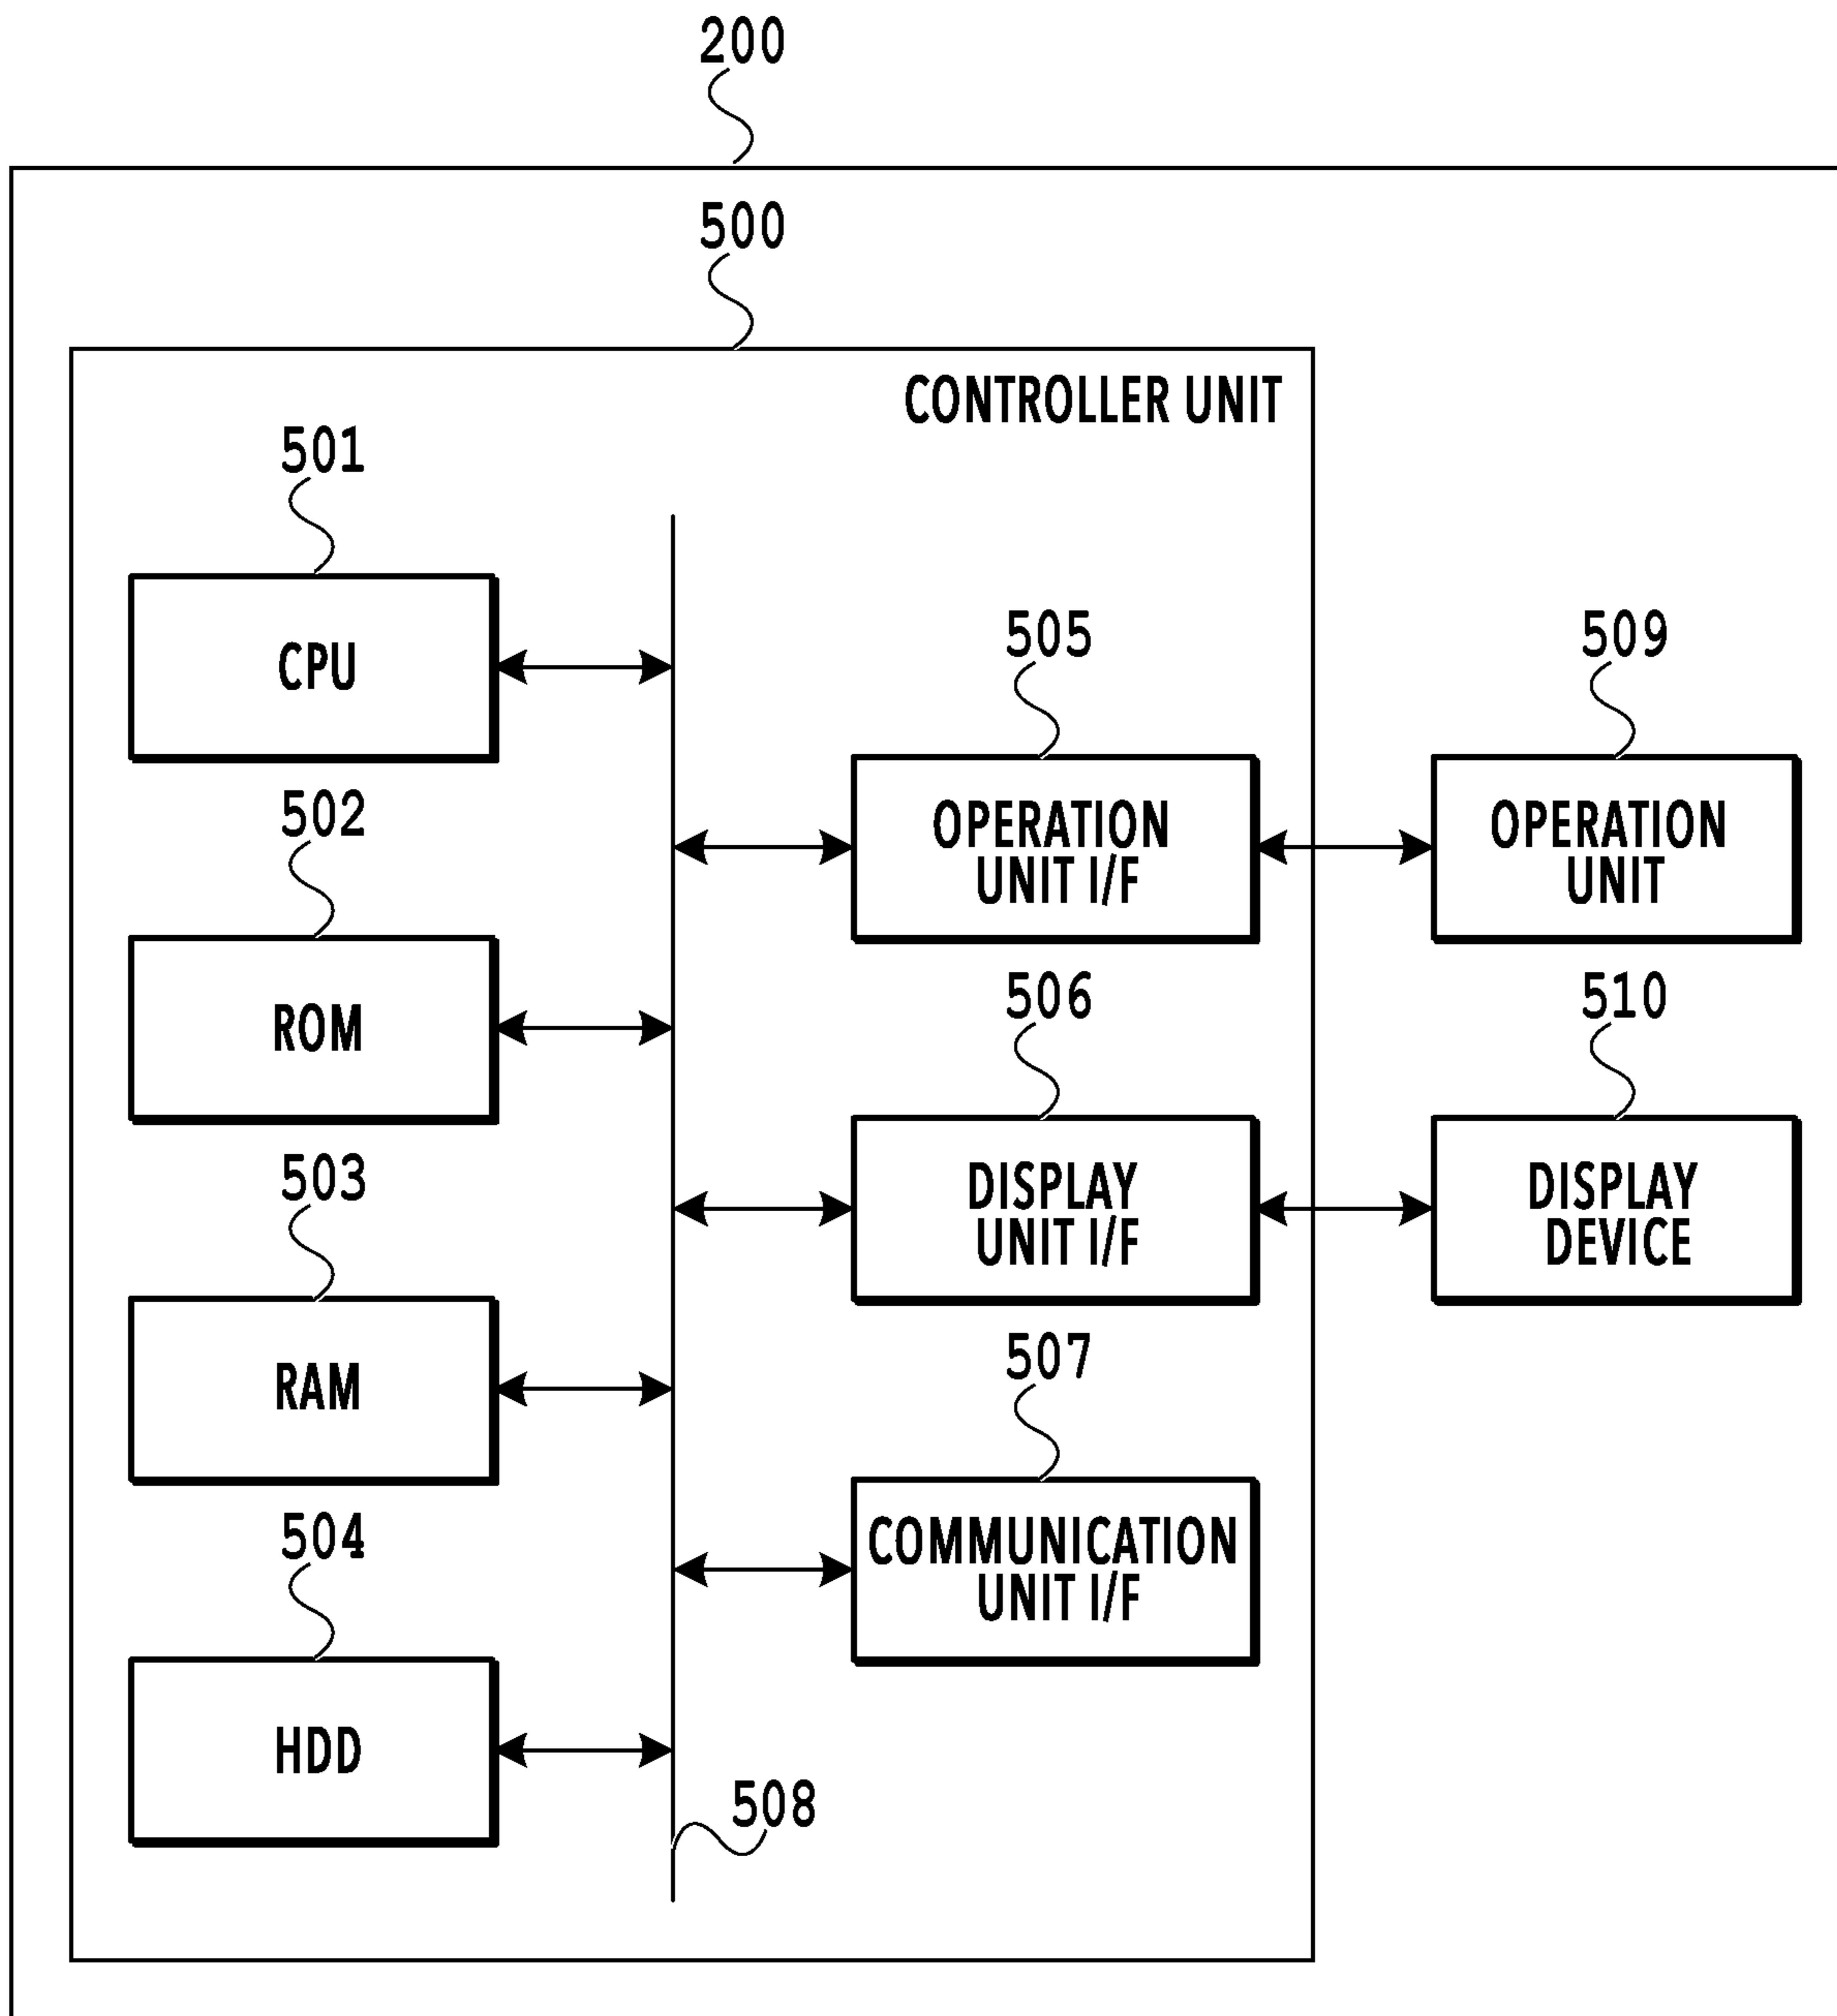 200
500
CONTROLLER UNIT
501
CPU
502
ROM
503
RAM
504
HDD
505
OPERATION
UNIT I/F
506
DISPLAY
UNIT I/F
507
COMMUNICATION
UNIT I/F
508
509
OPERATION
UNIT
510
DISPLAY
DEVICE